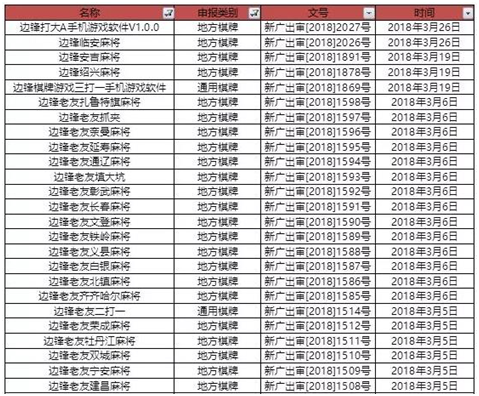 名称 申报类别 文号 时间
边锋打大A手机游戏软件V1.0.0 地方棋牌 新广出审[2018]2027号 2018年3月26日
边锋临安麻将 地方棋牌 新广出审[2018]2026号 2018年3月26日
边锋安吉麻将 地方棋牌 新广出审[2018]1891号 2018年3月19日
边锋绍兴麻将 地方棋牌 新广出审[2018]1878号 2018年3月19日
边锋棋牌游戏三打一手机游戏软件 通用棋牌 新广出审[2018]1869号 2018年3月19日
边锋老友扎鲁特旗麻将 地方棋牌 新广出审[2018]1598号 2018年3月6日
边锋老友抓夹 地方棋牌 新广出审[2018]1597号 2018年3月6日
边锋老友奈曼麻将 地方棋牌 新广出审[2018]1596号 2018年3月6日
边锋老友延寿麻将 地方棋牌 新广出审[2018]1595号 2018年3月6日
边锋老友通辽麻将 地方棋牌 新广出审[2018]1594号 2018年3月6日
边锋老友填大坑 地方棋牌 新广出审[2018]1593号 2018年3月6日
边锋老友彰武麻将 地方棋牌 新广出审[2018]1592号 2018年3月6日
边锋老友长春麻将 地方棋牌 新广出审[2018]1591号 2018年3月6日
边锋老友文登麻将 地方棋牌 新广出审[2018]1590号 2018年3月6日
边锋老友铁岭麻将 地方棋牌 新广出审[2018]1589号 2018年3月6日
边锋老友义县麻将 地方棋牌 新广出审[2018]1588号 2018年3月6日
边锋老友白银麻将 地方棋牌 新广出审[2018]1587号 2018年3月6日
边锋老友北镇麻将 地方棋牌 新广出审[2018]1586号 2018年3月6日
边锋老友齐齐哈尔麻将 地方棋牌 新广出审[2018]1585号 2018年3月6日
边锋老友二打一 通用棋牌 新广出审[2018]1514号 2018年3月5日
边锋老友荣成麻将 地方棋牌 新广出审[2018]1512号 2018年3月5日
边锋老友牡丹江麻将 地方棋牌 新广出审[2018]1511号 2018年3月5日
边锋老友双城麻将 地方棋牌 新广出审[2018]1510号 2018年3月5日
边锋老友宁安麻将 地方棋牌 新广出审[2018]1509号 2018年3月5日
边锋老友建昌麻将 地方棋牌 新广出审[2018]1508号 2018年3月5日